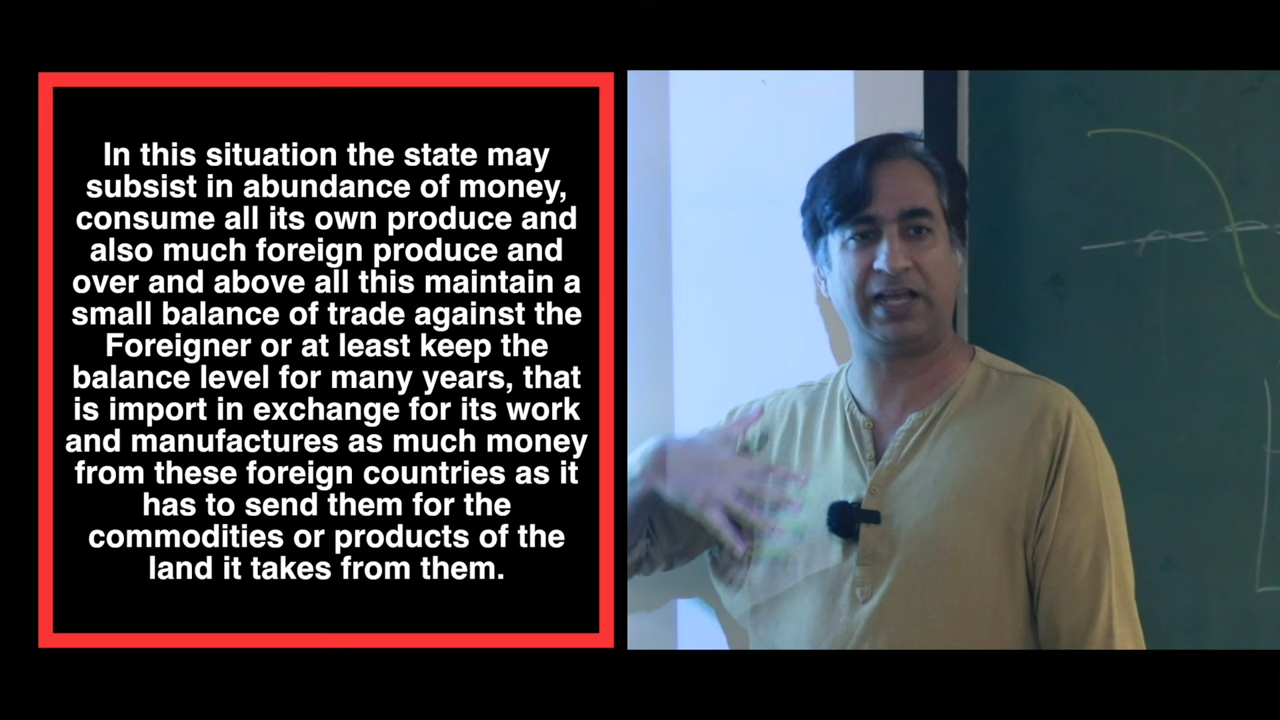 In this situation the state may
subsist in abundance of money,
consume all its own produce and
also much foreign produce and
over and above all this maintain a
small balance of trade against the
Foreigner or at least keep the
balance level for many years, that
is import in exchange for its work
and manufactures as much money
from these foreign countries as it
has to send them for the
commodities or products of the
land it takes from them.